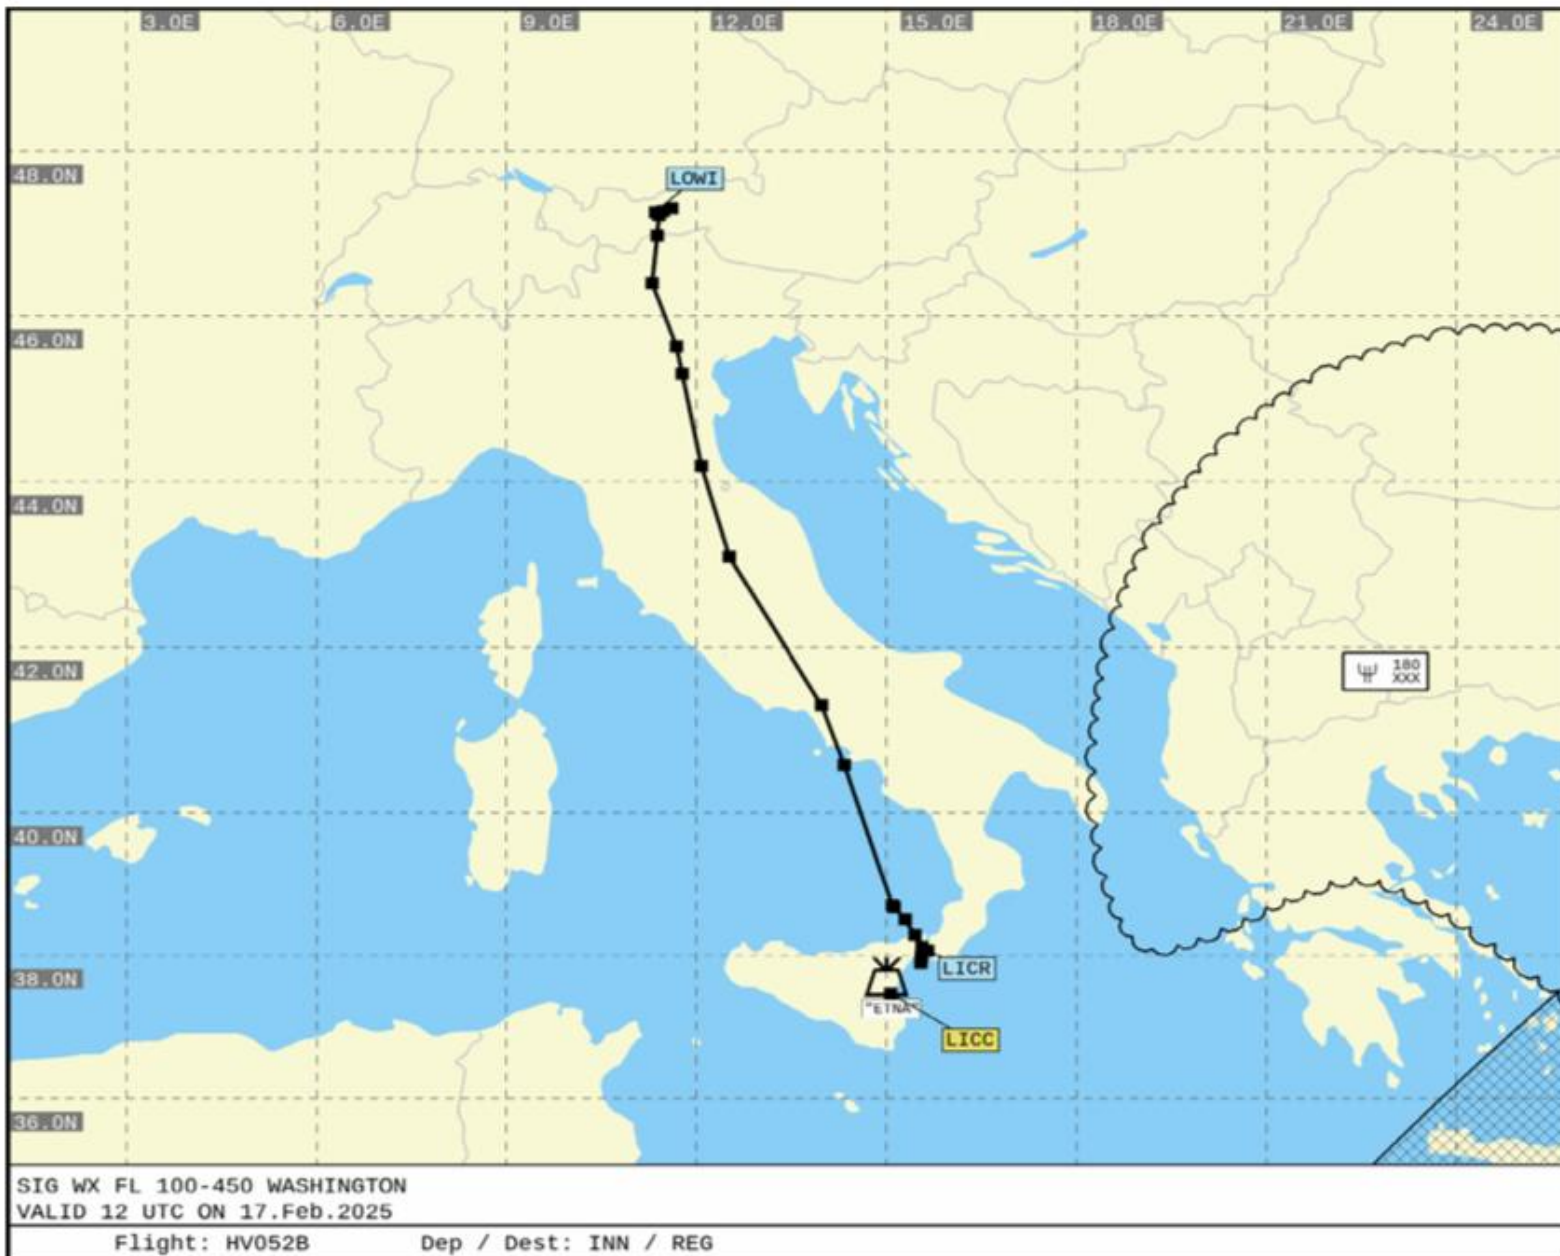 3.0E 6.0E 9.0E 12.0E 15.0E 18.0E 21.0E 24.0E
48.0N
LOWI
46.0N
44.0N
42.0N
180
XXX
40.0N
38.0N
LICR
"ETNA"
LICC
36.0N
SIG WX FL 100-450 WASHINGTON
VALID 12 UTC ON 17.Feb.2025
Flight: HV052B Dep / Dest: INN / REG